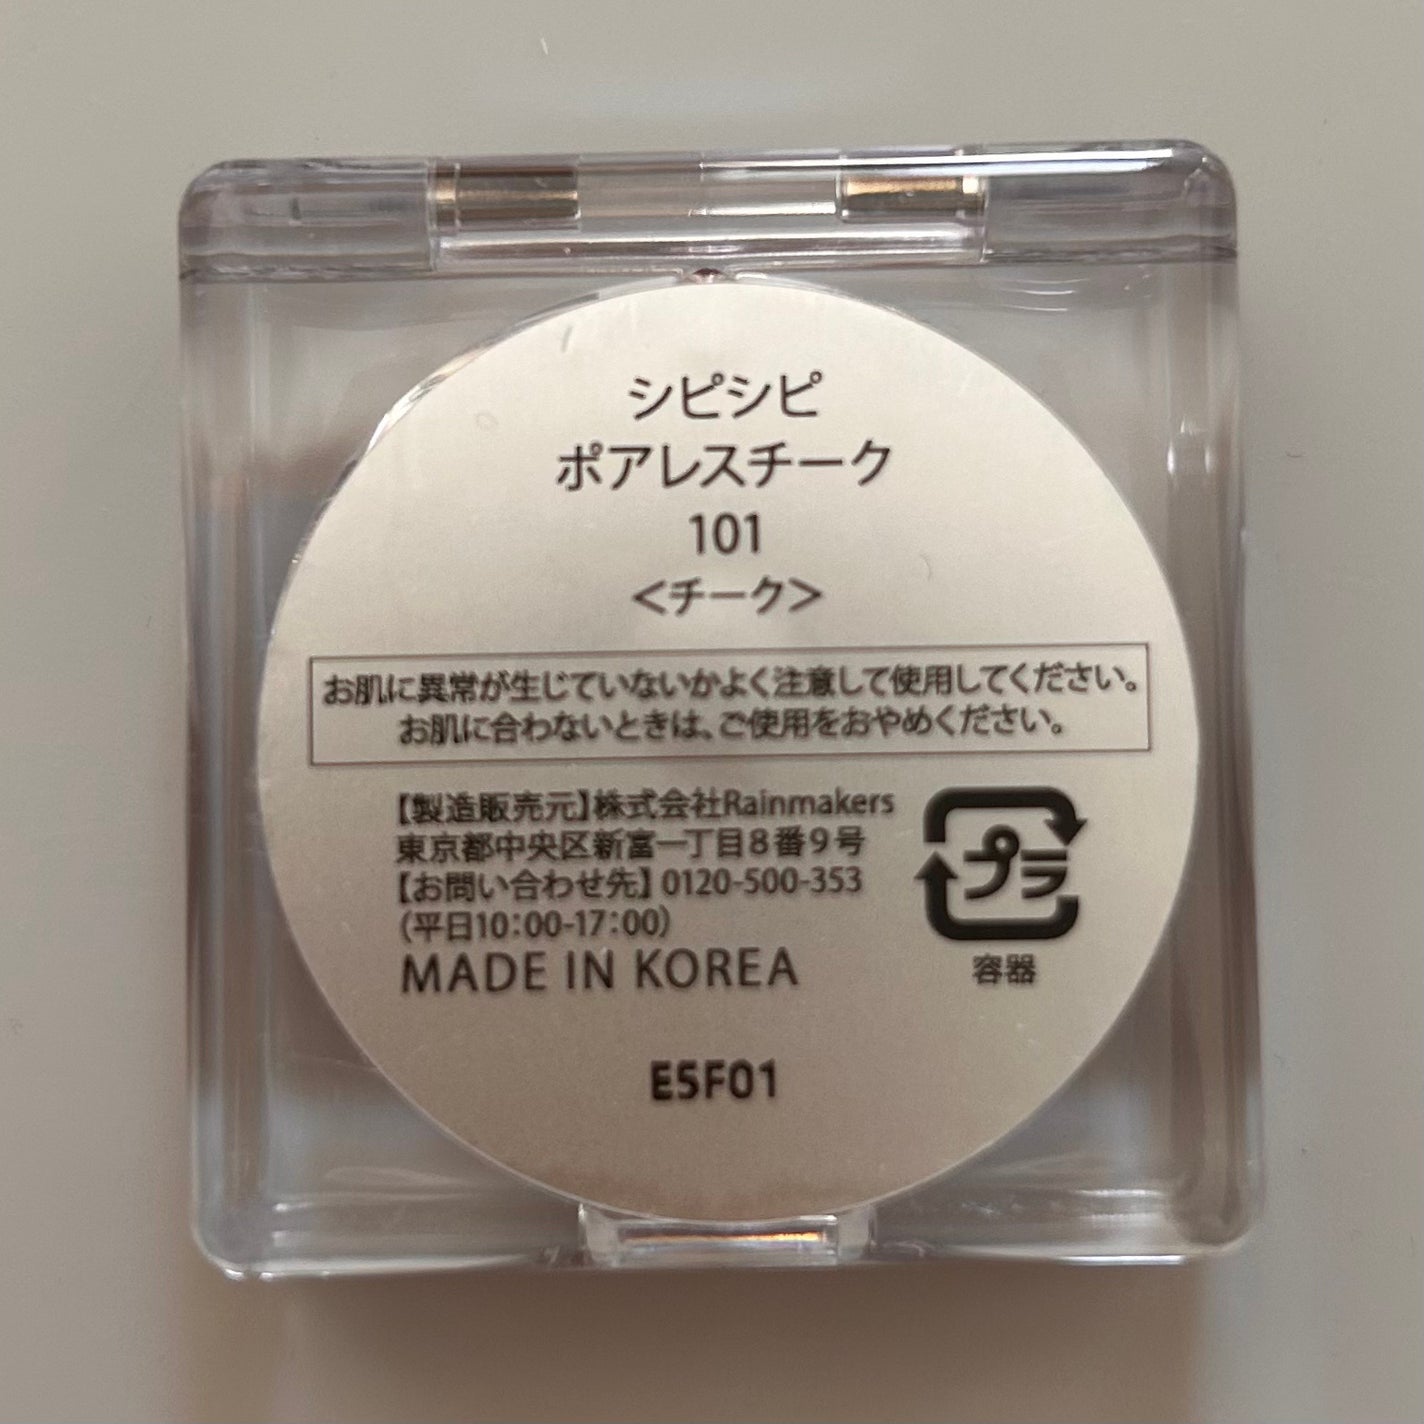 シピシピ
ポアレスチーク
101
＜チーク＞
お肌に異常が生じていないかよく注意して使用してください。
お肌に合わないときは、ご使用をおやめください。
【製造販売元】株式会社Rainmakers
東京都中央区新富一丁目8番9号
【お問い合わせ先】0120-500-353
（平日10：00-17：00）
MADE IN KOREA
プラ
容器
E5F01